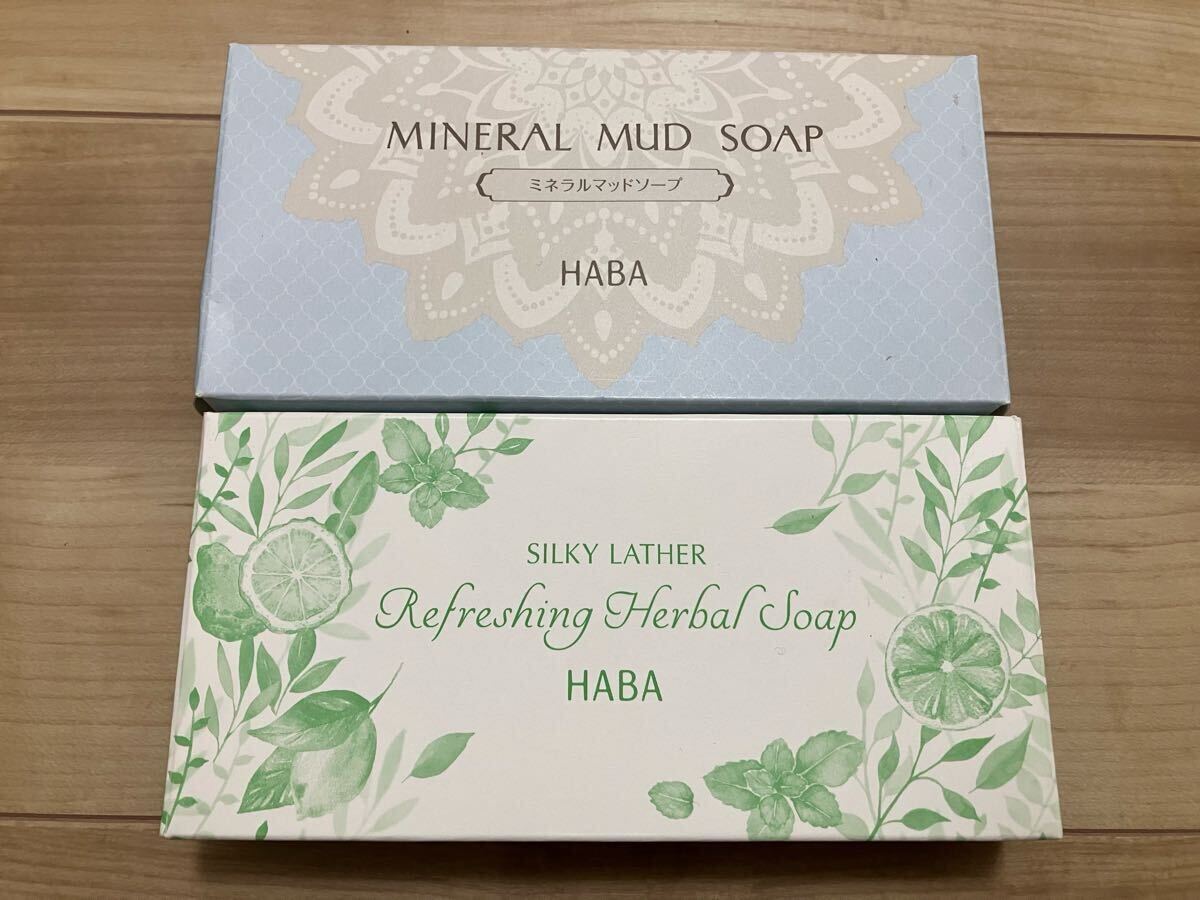 MINERAL MUD SOAP
ミネラルマッドソープ
HABA
SILKY LATHER
Refreshing Herbal Soap
HABA